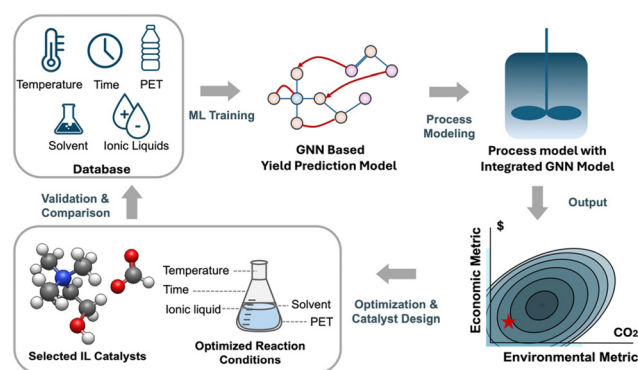 Temperature
Time
PET
Solvent
Ionic Liquids
Database
ML Training
GNN Based
Yield Prediction Model
Process
Modeling
Process model with
Integrated GNN Model
Output
$
Economic Metric
CO₂
Environmental Metric
Optimization &
Catalyst Design
Temperature
Time
Ionic liquid
Solvent
PET
Selected IL Catalysts
Optimized Reaction
Conditions
Validation &
Comparison